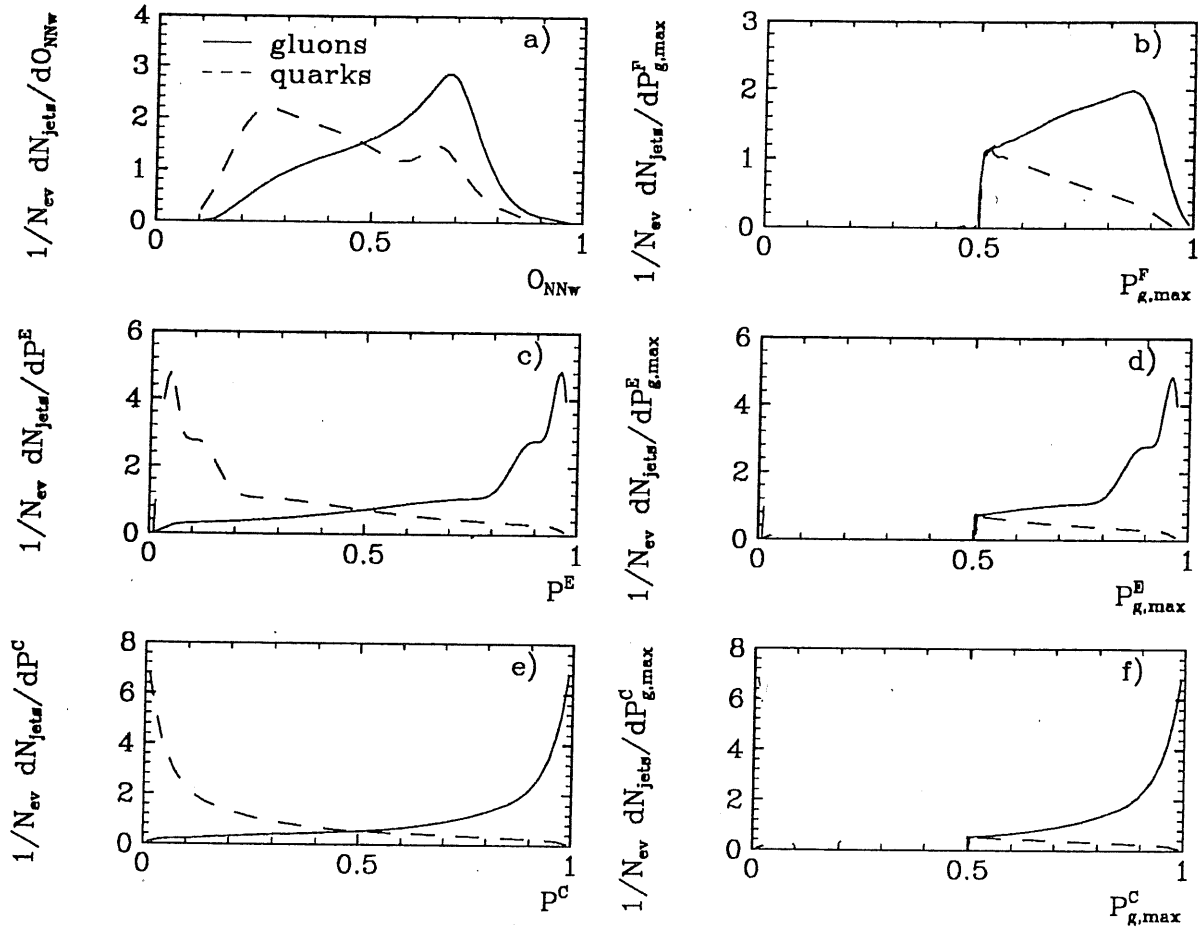 1/N_ev dN_jets/dO_NNw
4
3
2
1
0
a)
gluons
quarks
0
0.5
1
O_NNw
1/N_ev dN_jets/dP^F_g,max
3
2
1
0
b)
0
0.5
1
P^F_g,max
1/N_ev dN_jets/dP^E
6
4
2
0
c)
0
0.5
1
P^E
1/N_ev dN_jets/dP^E_g,max
6
4
2
0
d)
0
0.5
1
P^E_g,max
1/N_ev dN_jets/dP^C
8
6
4
2
0
e)
0
0.5
1
P^C
1/N_ev dN_jets/dP^C_g,max
8
6
4
2
0
f)
0
0.5
1
P^C_g,max